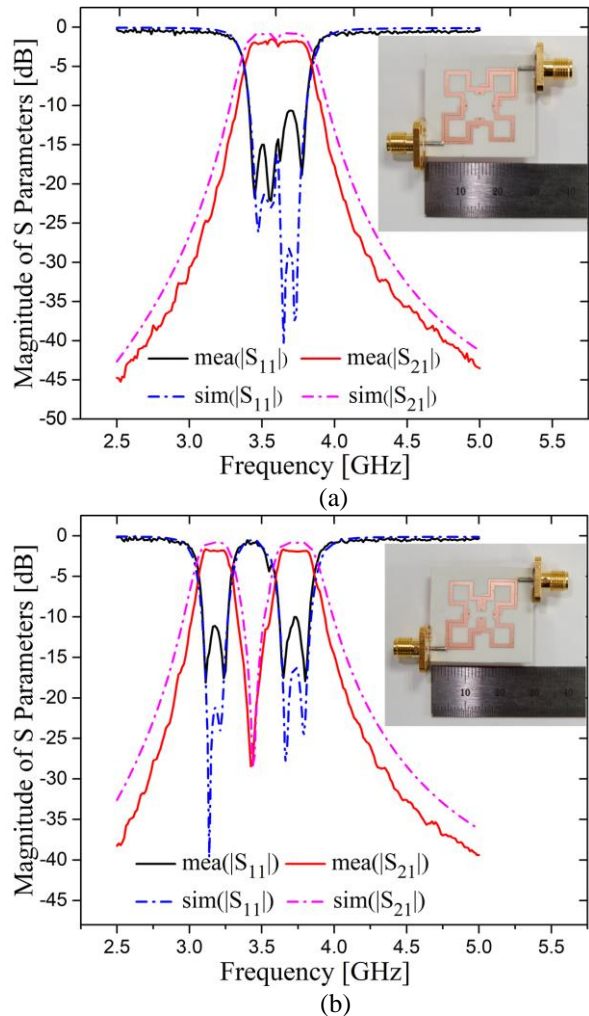 Magnitude of S Parameters [dB]
0
-5
-10
-15
-20
-25
-30
-35
-40
-45
-50
10 20 30 40
mea(|S11|) mea(|S21|)
sim(|S11|) sim(|S21|)
2.5 3.0 3.5 4.0 4.5 5.0 5.5
Frequency [GHz]
(a)
Magnitude of S Parameters [dB]
0
-5
-10
-15
-20
-25
-30
-35
-40
-45
10 20 30 40
mea(|S11|) mea(|S21|)
sim(|S11|) sim(|S21|)
2.5 3.0 3.5 4.0 4.5 5.0 5.5
Frequency [GHz]
(b)